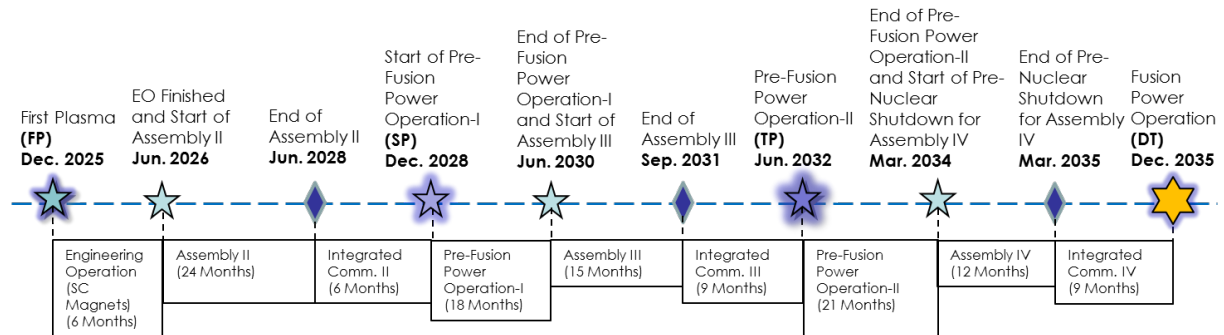 First Plasma
(FP)
Dec. 2025
EO Finished
and Start of
Assembly II
Jun. 2026
End of
Assembly II
Jun. 2028
Start of Pre-
Fusion
Power
Operation-I
(SP)
Dec. 2028
End of Pre-
Fusion
Power
Operation-I
and Start of
Assembly III
Jun. 2030
End of
Assembly III
Sep. 2031
Pre-Fusion
Power
Operation-II
(TP)
Jun. 2032
End of Pre-
Fusion Power
Operation-II
and Start of Pre-
Nuclear
Shutdown for
Assembly IV
Mar. 2034
End of Pre-
Nuclear
Shutdown
for Assembly
IV
Mar. 2035
Fusion
Power
Operation
(DT)
Dec. 2035
Engineering
Operation
(SC
Magnets)
(6 Months)
Assembly II
(24 Months)
Integrated
Comm. II
(6 Months)
Pre-Fusion
Power
Operation-I
(18 Months)
Assembly III
(15 Months)
Integrated
Comm. III
(9 Months)
Pre-Fusion
Power
Operation-II
(21 Months)
Assembly IV
(12 Months)
Integrated
Comm. IV
(9 Months)